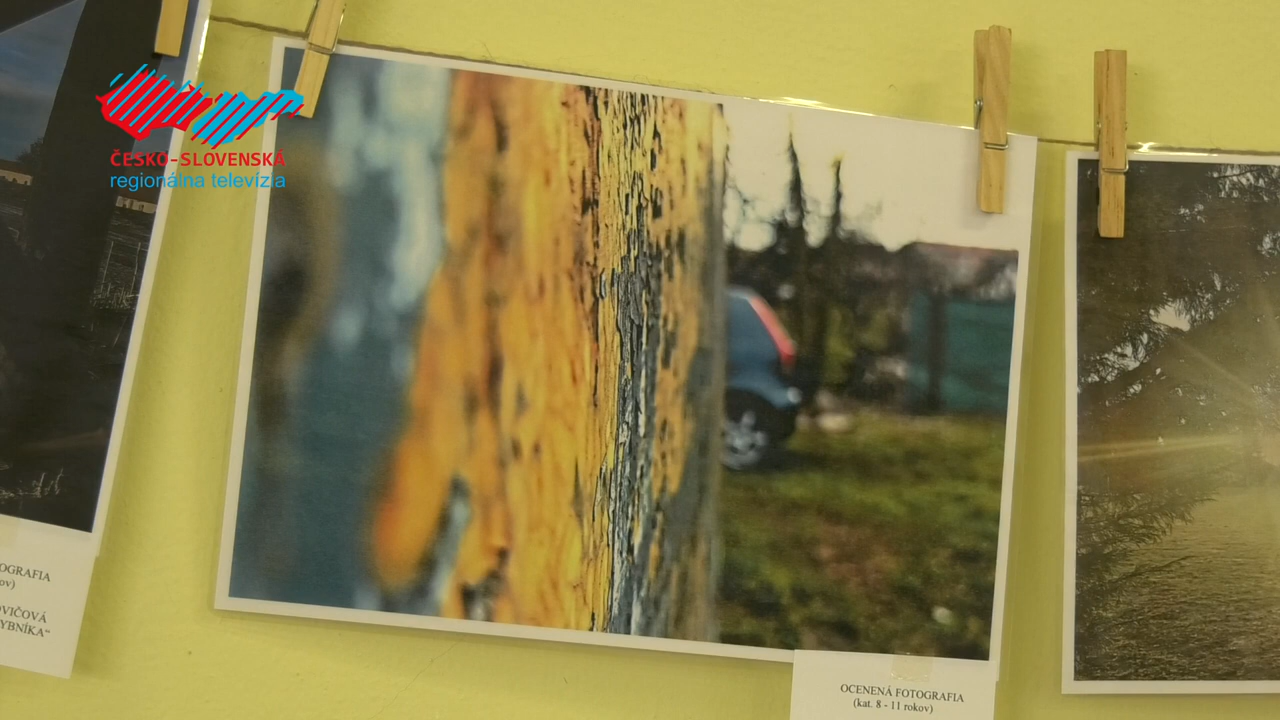 ČESKO-SLOVENSKÁ
regionálna televízia
OCENENÁ FOTOGRAFIA
(kat. 8 - 11 rokov)